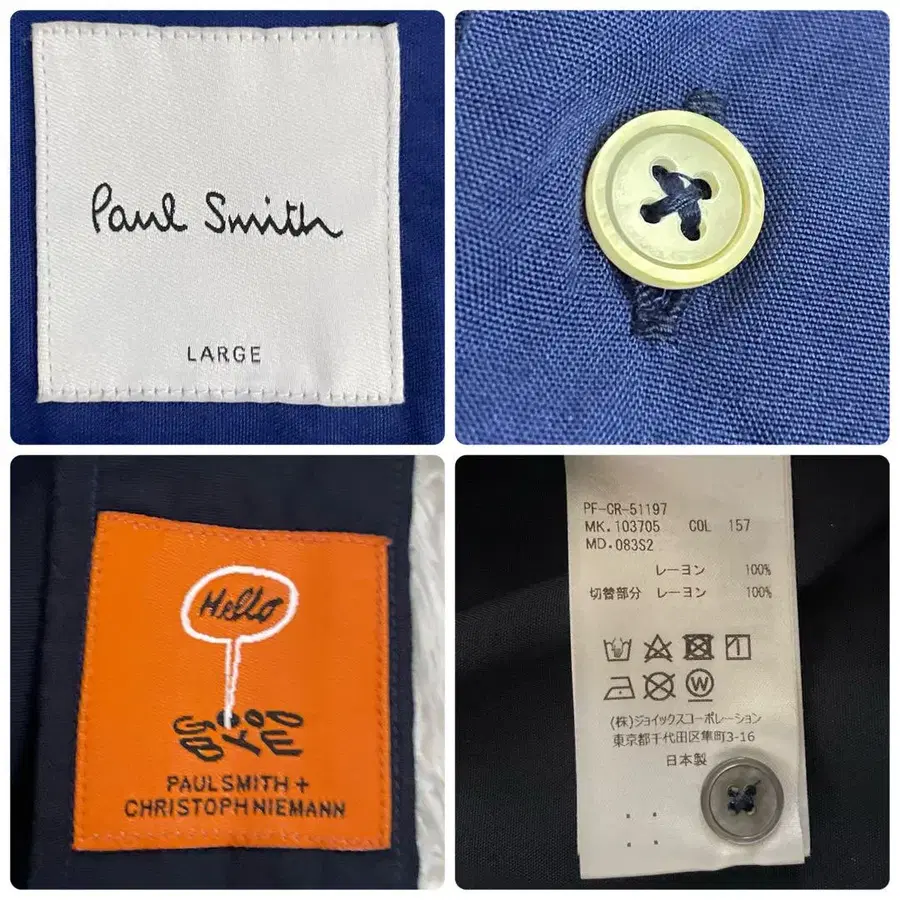 Paul Smith
LARGE
Hello
GOOD
BYE
PAUL SMITH +
CHRISTOPH NIEMANN
PF-CR-51197
MK. 103705 COL 157
MD. 083S2
レーヨン 100%
切替部分 レーヨン 100%
(株)ジョイックスコーポレーション
東京都千代田区隼町3-16
日本製